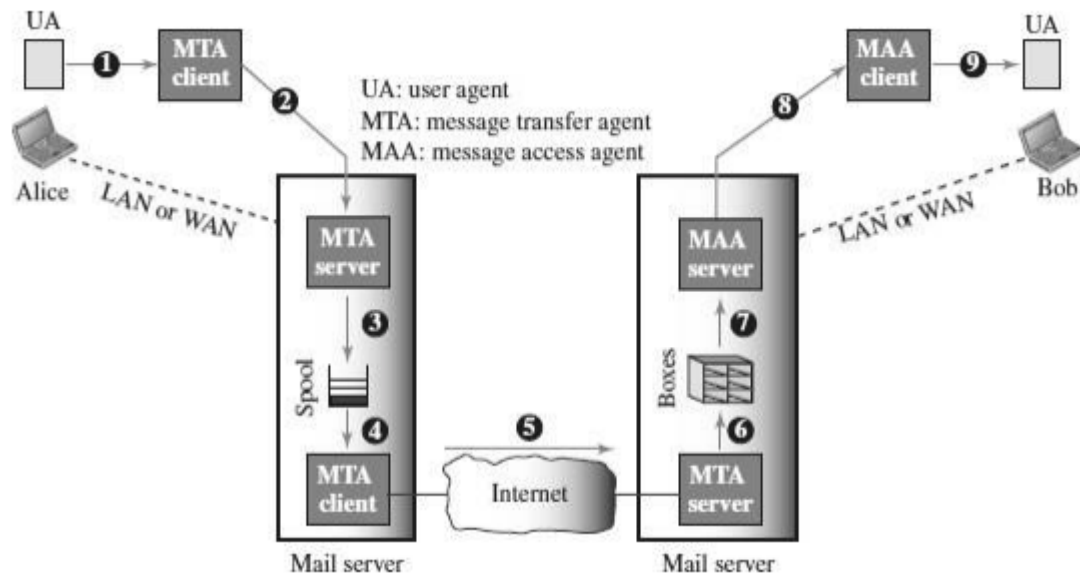 UA
1
MTA
client
2
UA: user agent
MTA: message transfer agent
MAA: message access agent
8
MAA
client
9
UA
Alice
LAN or WAN
Bob
LAN or WAN
MTA
server
3
Spool
4
MTA
client
Mail server
5
Internet
MAA
server
7
Boxes
6
MTA
server
Mail server